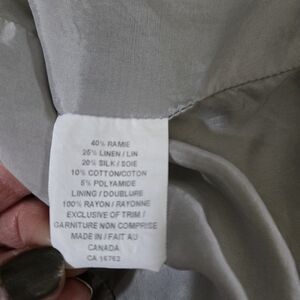 40% RAMIE
25% LINEN / LIN
20% SILK / SOIE
10% COTTON/COTON
5% POLYAMIDE
LINING / DOUBLURE
100% RAYON / RAYONNE
EXCLUSIVE OF TRIM /
GARNITURE NON COMPRISE
MADE IN / FAIT AU
CANADA
CA 16762